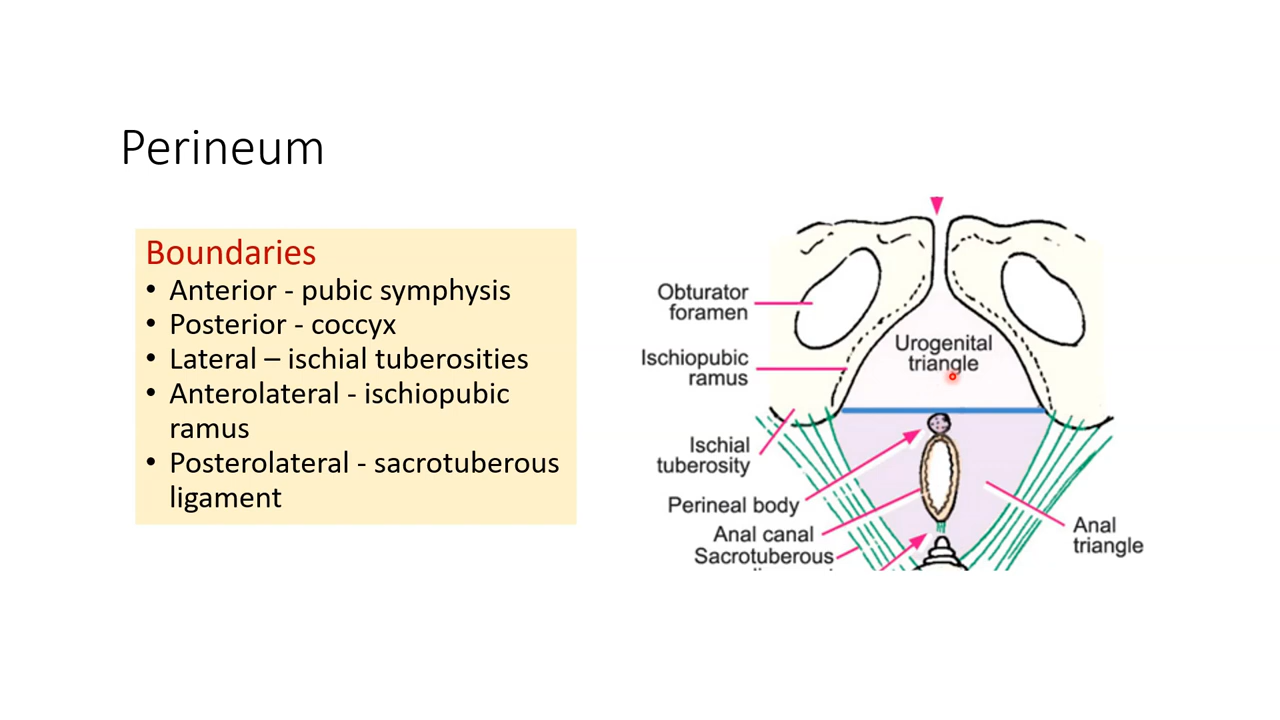 Perineum
Boundaries
• Anterior - pubic symphysis
• Posterior - coccyx
• Lateral – ischial tuberosities
• Anterolateral - ischiopubic
ramus
• Posterolateral - sacrotuberous
ligament
Obturator
foramen
Ischiopubic
ramus
Ischial
tuberosity
Perineal body
Anal canal
Sacrotuberous
Urogenital
triangle
Anal
triangle